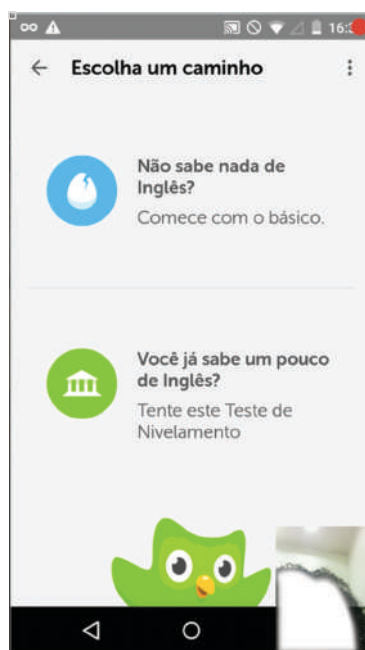 Escolha um caminho
Não sabe nada de
Inglês?
Comece com o básico.
Você já sabe um pouco
de Inglês?
Tente este Teste de
Nivelamento